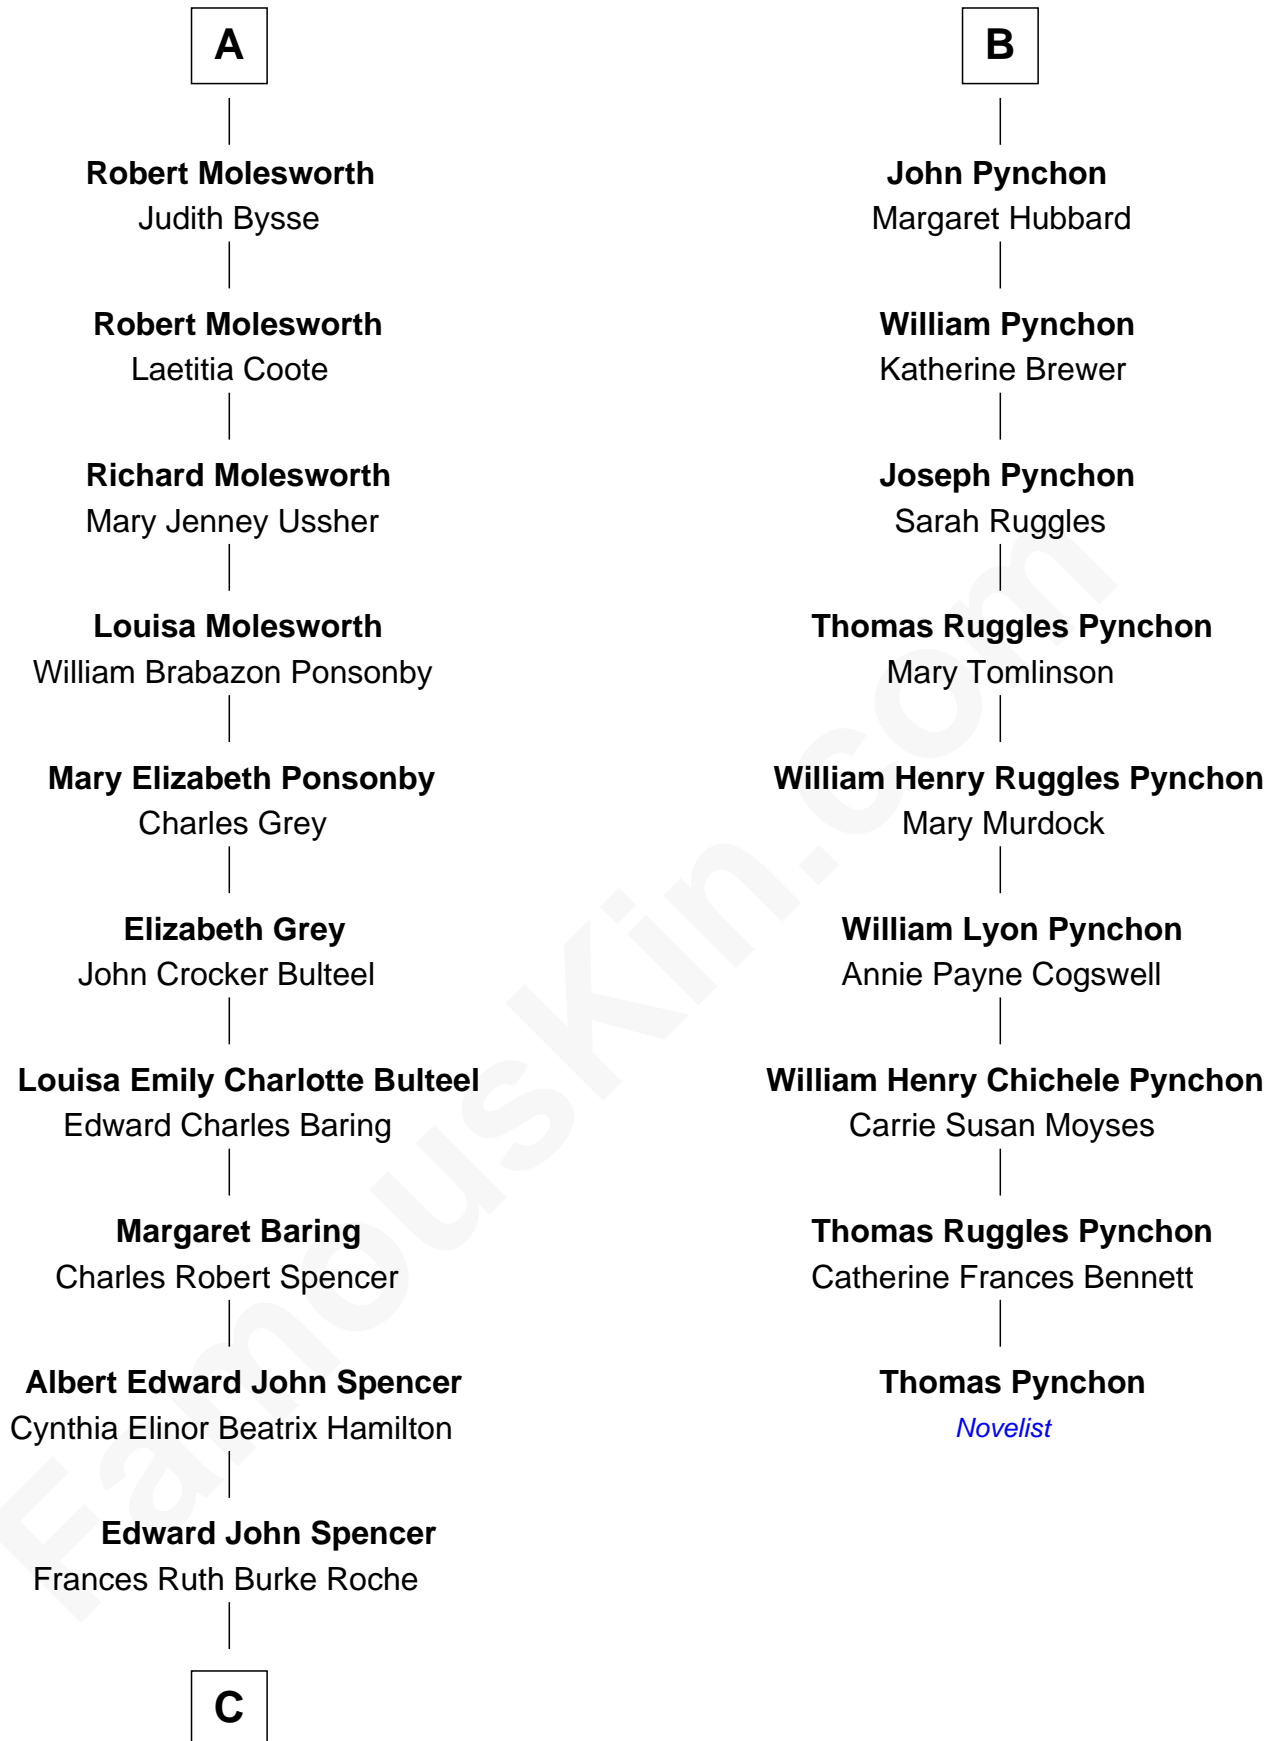 A
Robert Molesworth
Judith Bysse
Robert Molesworth
Laetitia Coote
Richard Molesworth
Mary Jenney Ussher
Louisa Molesworth
William Brabazon Ponsonby
Mary Elizabeth Ponsonby
Charles Grey
Elizabeth Grey
John Crocker Bulteel
Louisa Emily Charlotte Bulteel
Edward Charles Baring
Margaret Baring
Charles Robert Spencer
Albert Edward John Spencer
Cynthia Elinor Beatrix Hamilton
Edward John Spencer
Frances Ruth Burke Roche
C
B
John Pynchon
Margaret Hubbard
William Pynchon
Katherine Brewer
Joseph Pynchon
Sarah Ruggles
Thomas Ruggles Pynchon
Mary Tomlinson
William Henry Ruggles Pynchon
Mary Murdock
William Lyon Pynchon
Annie Payne Cogswell
William Henry Chichele Pynchon
Carrie Susan Moyses
Thomas Ruggles Pynchon
Catherine Frances Bennett
Thomas Pynchon
Novelist
FamousKin.com